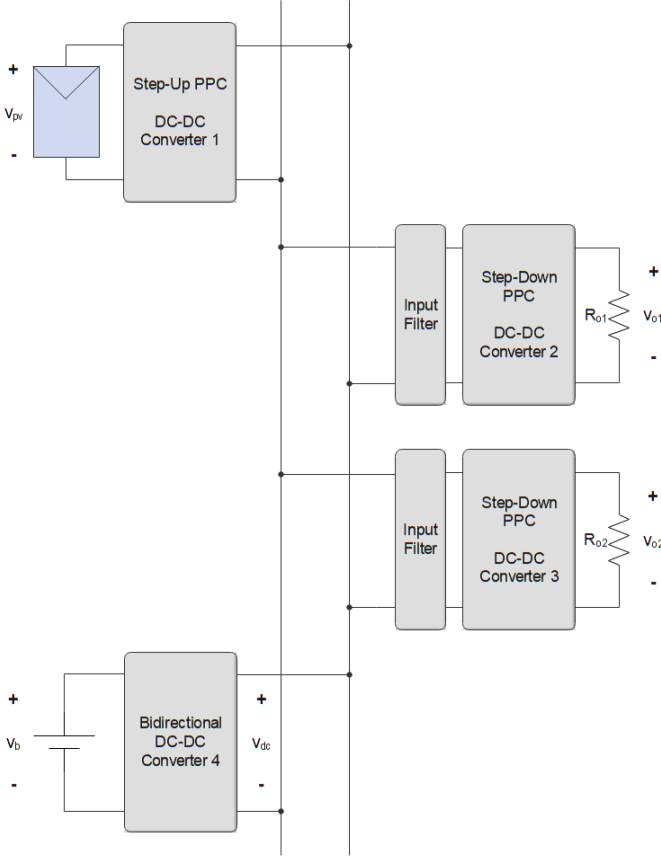 +
Vpv
-
Step-Up PPC
DC-DC
Converter 1
Input
Filter
Step-Down
PPC
DC-DC
Converter 2
Ro1
+
Vo1
-
Input
Filter
Step-Down
PPC
DC-DC
Converter 3
Ro2
+
Vo2
-
+
Vb
-
Bidirectional
DC-DC
Converter 4
+
Vdc
-